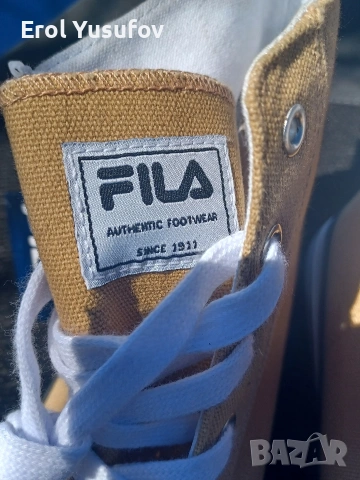 Erol Yusufov
FILA
AUTHENTIC FOOTWEAR
SINCE 1911
BAZAR